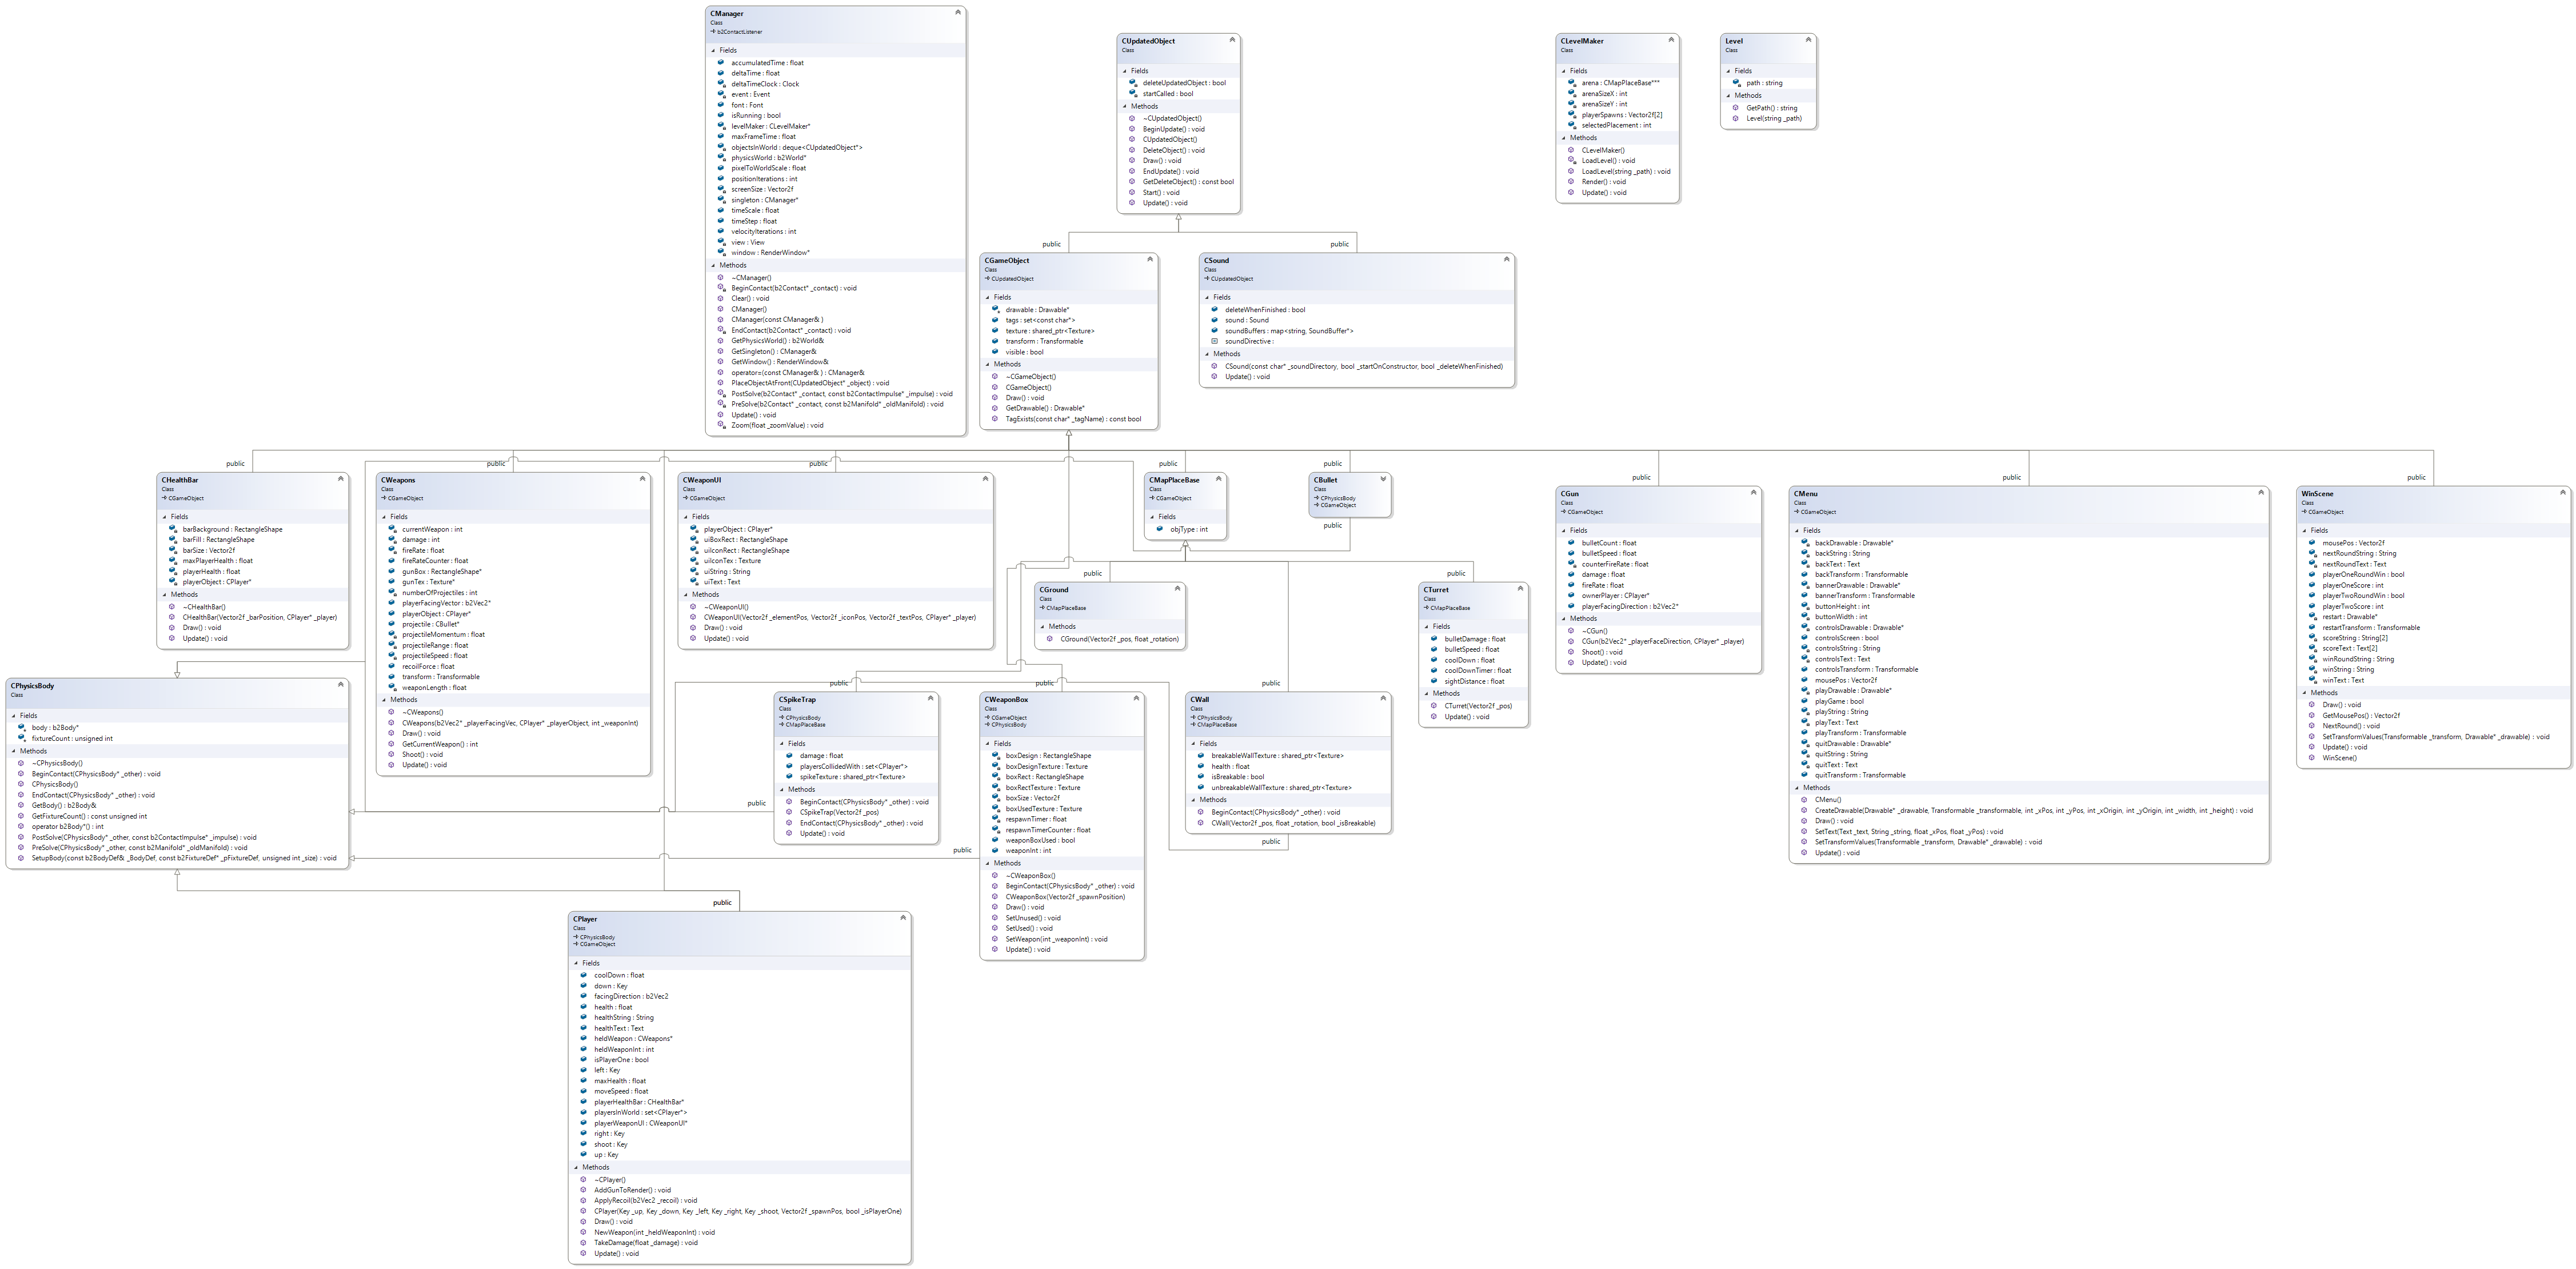 CManager
Class
b2ContactListener
Fields
accumulatedTime : float
deltaTime : float
deltaTimeClock : Clock
event : Event
font : Font
isRunning : bool
levelMaker : CLevelMaker*
maxFrameTime : float
objectsInWorld : deque<CUpdatedObject*>
physicsWorld : b2World*
pixelToWorldScale : float
positionIterations : int
screenSize : Vector2f
singleton : CManager*
timeScale : float
timeStep : float
velocityIterations : int
view : View
window : RenderWindow*
Methods
~CManager()
BeginContact(b2Contact* _contact) : void
Clear() : void
CManager()
CManager(const CManager& )
EndContact(b2Contact* _contact) : void
GetPhysicsWorld() : b2World&
GetSingleton() : CManager&
GetWindow() : RenderWindow&
operator=(const CManager& ) : CManager&
PlaceObjectAtFront(CUpdatedObject* _object) : void
PostSolve(b2Contact* _contact, const b2ContactImpulse* _impulse) : void
PreSolve(b2Contact* _contact, const b2Manifold* _oldManifold) : void
Update() : void
Zoom(float _zoomValue) : void
CUpdatedObject
Class
Fields
deleteUpdatedObject : bool
startCalled : bool
Methods
~CUpdatedObject()
BeginUpdate() : void
CUpdatedObject()
DeleteObject() : void
Draw() : void
EndUpdate() : void
GetDeleteObject() : const bool
Start() : void
Update() : void
CLevelMaker
Class
Fields
arena : CMapPlaceBase***
arenaSizeX : int
arenaSizeY : int
playerSpawns : Vector2f[2]
selectedPlacement : int
Methods
CLevelMaker()
LoadLevel() : void
LoadLevel(string _path) : void
Render() : void
Update() : void
Level
Class
Fields
path : string
Methods
GetPath() : string
Level(string _path)
public
public
CGameObject
Class
CUpdatedObject
Fields
drawable : Drawable*
tags : set<const char*>
texture : shared_ptr<Texture>
transform : Transformable
visible : bool
Methods
~CGameObject()
CGameObject()
Draw() : void
GetDrawable() : Drawable*
TagExists(const char* _tagName) : const bool
CSound
Class
CUpdatedObject
Fields
deleteWhenFinished : bool
sound : Sound
soundBuffers : map<string, SoundBuffer*>
soundDirective :
Methods
CSound(const char* _soundDirectory, bool _startOnConstructor, bool _deleteWhenFinished)
Update() : void
public
public
public
public
public
public
public
public
CHealthBar
Class
CGameObject
Fields
barBackground : RectangleShape
barFill : RectangleShape
barSize : Vector2f
maxPlayerHealth : float
playerHealth : float
playerObject : CPlayer*
Methods
~CHealthBar()
CHealthBar(Vector2f _barPosition, CPlayer* _player)
Draw() : void
Update() : void
CWeapons
Class
CGameObject
Fields
currentWeapon : int
damage : int
fireRate : float
fireRateCounter : float
gunBox : RectangleShape*
gunTex : Texture*
numberOfProjectiles : int
playerFacingVector : b2Vec2*
playerObject : CPlayer*
projectile : CBullet*
projectileMomentum : float
projectileRange : float
projectileSpeed : float
recoilForce : float
transform : Transformable
weaponLength : float
Methods
~CWeapons()
CWeapons(b2Vec2* _playerFacingVec, CPlayer* _playerObject, int _weaponInt)
Draw() : void
GetCurrentWeapon() : int
Shoot() : void
Update() : void
CWeaponUI
Class
CGameObject
Fields
playerObject : CPlayer*
uiBoxRect : RectangleShape
uiIconRect : RectangleShape
uiIconTex : Texture
uiString : String
uiText : Text
Methods
~CWeaponUI()
CWeaponUI(Vector2f _elementPos, Vector2f _iconPos, Vector2f _textPos, CPlayer* _player)
Draw() : void
Update() : void
CMapPlaceBase
Class
CGameObject
Fields
objType : int
CBullet
Class
CPhysicsBody
CGameObject
public
CGun
Class
CGameObject
Fields
bulletCount : float
bulletSpeed : float
counterFireRate : float
damage : float
fireRate : float
ownerPlayer : CPlayer*
playerFacingDirection : b2Vec2*
Methods
~CGun()
CGun(b2Vec2* _playerFaceDirection, CPlayer* _player)
Shoot() : void
Update() : void
CMenu
Class
CGameObject
Fields
backDrawable : Drawable*
backString : String
backText : Text
backTransform : Transformable
bannerDrawable : Drawable*
bannerTransform : Transformable
buttonHeight : int
buttonWidth : int
controlsDrawable : Drawable*
controlsScreen : bool
controlsString : String
controlsText : Text
controlsTransform : Transformable
mousePos : Vector2f
playDrawable : Drawable*
playGame : bool
playString : String
playText : Text
playTransform : Transformable
quitDrawable : Drawable*
quitString : String
quitText : Text
quitTransform : Transformable
Methods
CMenu()
CreateDrawable(Drawable* _drawable, Transformable _transformable, int _xPos, int _yPos, int _xOrigin, int _yOrigin, int _width, int _height) : void
Draw() : void
SetText(Text _text, String _string, float _xPos, float _yPos) : void
SetTransformValues(Transformable _transform, Drawable* _drawable) : void
Update() : void
WinScene
Class
CGameObject
Fields
mousePos : Vector2f
nextRoundString : String
nextRoundText : Text
playerOneRoundWin : bool
playerOneScore : int
playerTwoRoundWin : bool
playerTwoScore : int
restart : Drawable*
restartTransform : Transformable
scoreString : String[2]
scoreText : Text[2]
winRoundString : String
winString : String
winText : Text
Methods
Draw() : void
GetMousePos() : Vector2f
NextRound() : void
SetTransformValues(Transformable _transform, Drawable* _drawable) : void
Update() : void
WinScene()
public
public
CGround
Class
CMapPlaceBase
Methods
CGround(Vector2f _pos, float _rotation)
CTurret
Class
CMapPlaceBase
Fields
bulletDamage : float
bulletSpeed : float
coolDown : float
coolDownTimer : float
sightDistance : float
Methods
CTurret(Vector2f _pos)
Update() : void
public
public
public
CPhysicsBody
Class
Fields
body : b2Body*
fixtureCount : unsigned int
Methods
~CPhysicsBody()
BeginContact(CPhysicsBody* _other) : void
CPhysicsBody()
EndContact(CPhysicsBody* _other) : void
GetBody() : b2Body&
GetFixtureCount() : const unsigned int
operator b2Body*() : int
PostSolve(CPhysicsBody* _other, const b2ContactImpulse* _impulse) : void
PreSolve(CPhysicsBody* _other, const b2Manifold* _oldManifold) : void
SetupBody(const b2BodyDef& _BodyDef, const b2FixtureDef* _pFixtureDef, unsigned int _size) : void
public
CSpikeTrap
Class
CPhysicsBody
CMapPlaceBase
Fields
damage : float
playersCollidedWith : set<CPlayer*>
spikeTexture : shared_ptr<Texture>
Methods
BeginContact(CPhysicsBody* _other) : void
CSpikeTrap(Vector2f _pos)
EndContact(CPhysicsBody* _other) : void
Update() : void
public
CWeaponBox
Class
CGameObject
CPhysicsBody
Fields
boxDesign : RectangleShape
boxDesignTexture : Texture
boxRect : RectangleShape
boxRectTexture : Texture
boxSize : Vector2f
boxUsedTexture : Texture
respawnTimer : float
respawnTimerCounter : float
weaponBoxUsed : bool
weaponInt : int
Methods
~CWeaponBox()
BeginContact(CPhysicsBody* _other) : void
CWeaponBox(Vector2f _spawnPosition)
Draw() : void
SetUnused() : void
SetUsed() : void
SetWeapon(int _weaponInt) : void
Update() : void
CWall
Class
CPhysicsBody
CMapPlaceBase
Fields
breakableWallTexture : shared_ptr<Texture>
health : float
isBreakable : bool
unbreakableWallTexture : shared_ptr<Texture>
Methods
BeginContact(CPhysicsBody* _other) : void
CWall(Vector2f _pos, float _rotation, bool _isBreakable)
public
public
CPlayer
Class
CPhysicsBody
CGameObject
Fields
coolDown : float
down : Key
facingDirection : b2Vec2
health : float
healthString : String
healthText : Text
heldWeapon : CWeapons*
heldWeaponInt : int
isPlayerOne : bool
left : Key
maxHealth : float
moveSpeed : float
playerHealthBar : CHealthBar*
playersInWorld : set<CPlayer*>
playerWeaponUI : CWeaponUI*
right : Key
shoot : Key
up : Key
Methods
~CPlayer()
AddGunToRender() : void
ApplyRecoil(b2Vec2 _recoil) : void
CPlayer(Key _up, Key _down, Key _left, Key _right, Key _shoot, Vector2f _spawnPos, bool _isPlayerOne)
Draw() : void
NewWeapon(int _heldWeaponInt) : void
TakeDamage(float _damage) : void
Update() : void